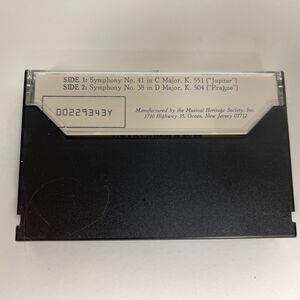 SIDE 1: Symphony No. 41 in C Major, K. 551 ("Jupiter")
SIDE 2: Symphony No. 38 in D Major, K. 504 ("Prague")
00229343Y
Manufactured by the Musical Heritage Society, Inc.
1710 Highway 35, Ocean, New Jersey 07712